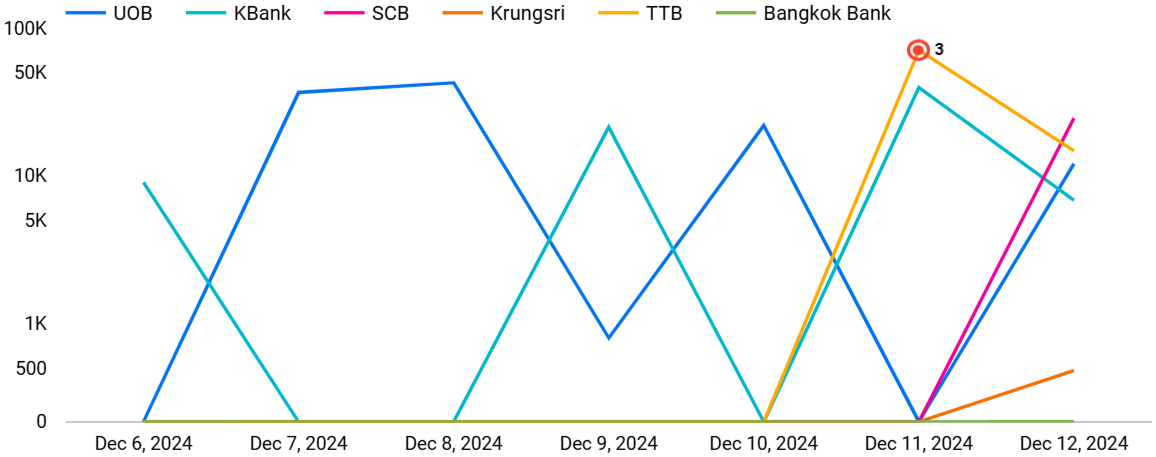 UOB KBank SCB Krungsri TTB Bangkok Bank
100K
50K
10K
5K
1K
500
0
3
Dec 6, 2024 Dec 7, 2024 Dec 8, 2024 Dec 9, 2024 Dec 10, 2024 Dec 11, 2024 Dec 12, 2024